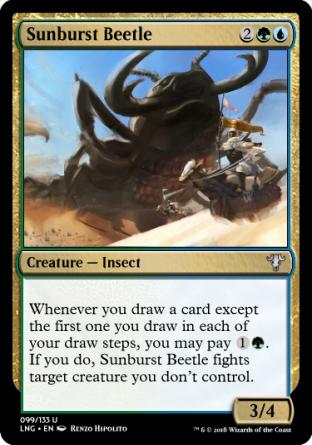 Sunburst Beetle 2
Creature — Insect
Whenever you draw a card except
the first one you draw in each of
your draw steps, you may pay 1 .
If you do, Sunburst Beetle fights
target creature you don't control.
3/4
099/133 U
LNG • EN Renzo Hipolito
™ & © 2018 Wizards of the Coast